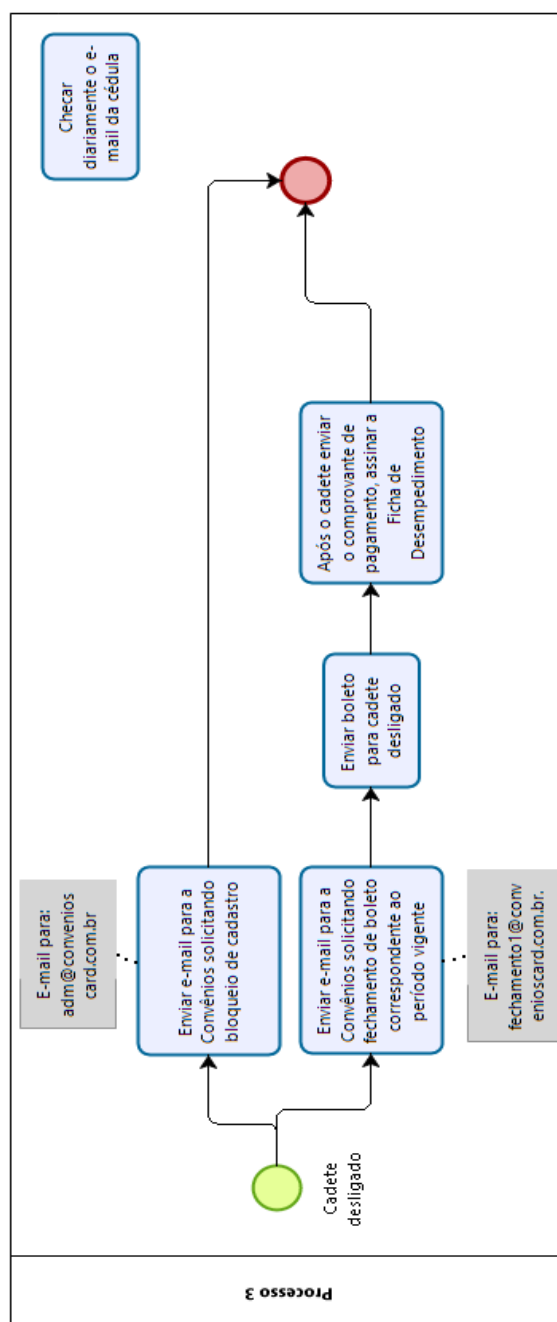 Processo 3
Cadete
desligado
E-mail para:
adm@convenios
card.com.br
Enviar e-mail para a
Convênios solicitando
bloqueio de cadastro
Enviar e-mail para a
Convênios solicitando
fechamento de boleto
correspondente ao
período vigente
E-mail para:
fechamento1@conv
enioscard.com.br.
Enviar boleto
para cadete
desligado
Após o cadete enviar
o comprovante de
pagamento, assinar a
Ficha de
Desempedimento
Checar
diariamente o e-
mail da cédula